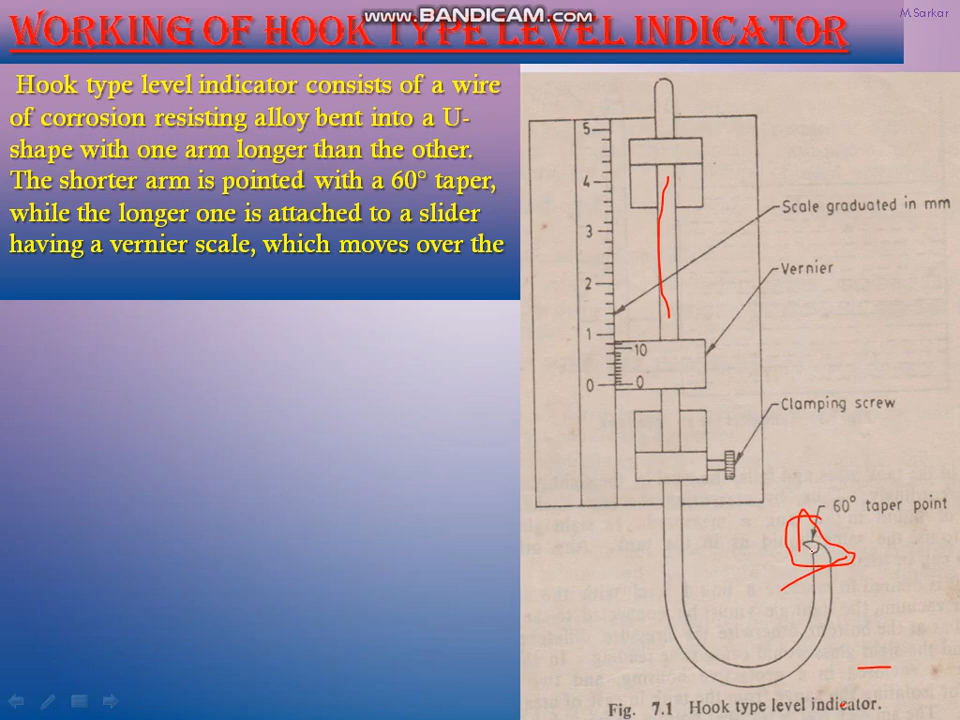 www.BANDICAM.com
M.Sarkar
WORKING OF HOOK TYPE LEVEL INDICATOR
Hook type level indicator consists of a wire
of corrosion resisting alloy bent into a U-
shape with one arm longer than the other.
The shorter arm is pointed with a 60° taper,
while the longer one is attached to a slider
having a vernier scale, which moves over the
5
4
Scale graduated in mm
3
Vernier
2
1
10
0
0
Clamping screw
60° taper point
Fig. 7.1 Hook type level indicator.